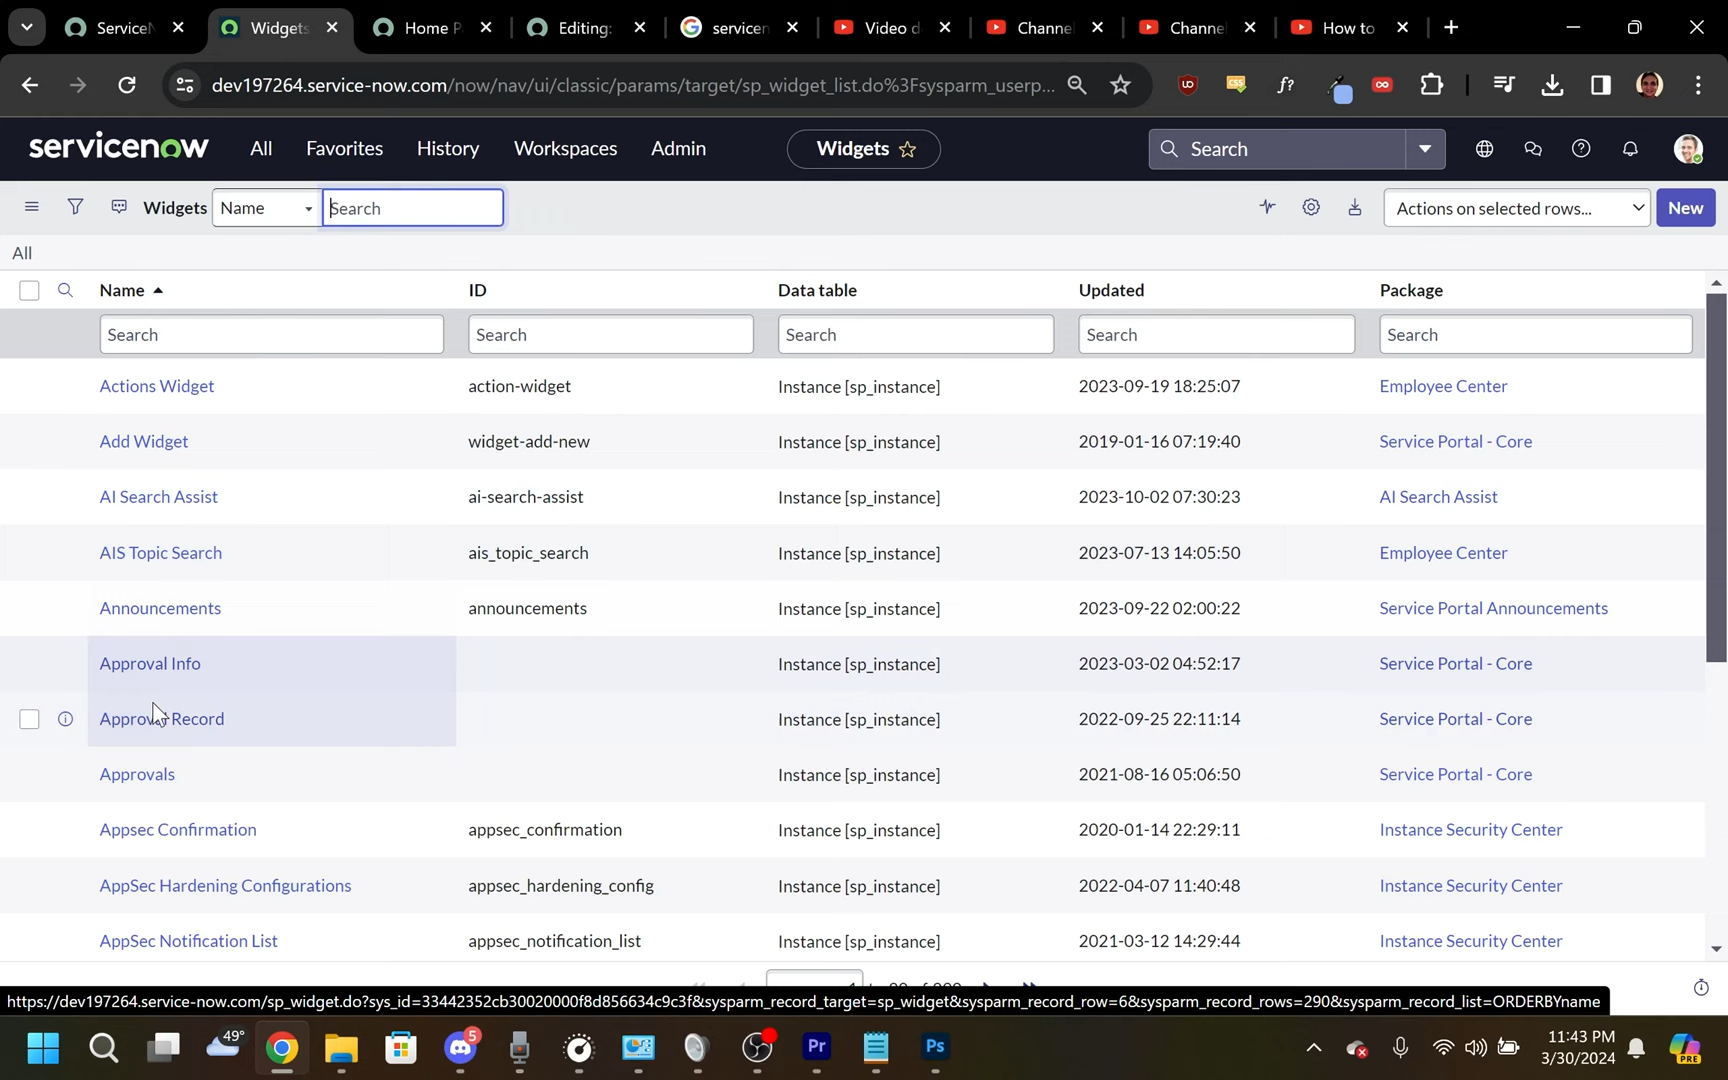 ServiceN
Widgets
Home P
Editing:
servicen
Video d
Channe
Channe
How to
dev197264.service-now.com/now/nav/ui/classic/params/target/sp_widget_list.do%3Fsysparm_userp...
servicenow
All
Favorites
History
Workspaces
Admin
Widgets
Search
Widgets
Name
Search
Actions on selected rows...
New
All
Name
ID
Data table
Updated
Package
Search
Search
Search
Search
Search
Actions Widget action-widget Instance [sp_instance] 2023-09-19 18:25:07 Employee Center
Add Widget widget-add-new Instance [sp_instance] 2019-01-16 07:19:40 Service Portal - Core
AI Search Assist ai-search-assist Instance [sp_instance] 2023-10-02 07:30:23 AI Search Assist
AIS Topic Search ais_topic_search Instance [sp_instance] 2023-07-13 14:05:50 Employee Center
Announcements announcements Instance [sp_instance] 2023-09-22 02:00:22 Service Portal Announcements
Approval Info Instance [sp_instance] 2023-03-02 04:52:17 Service Portal - Core
Approval Record Instance [sp_instance] 2022-09-25 22:11:14 Service Portal - Core
Approvals Instance [sp_instance] 2021-08-16 05:06:50 Service Portal - Core
Appsec Confirmation appsec_confirmation Instance [sp_instance] 2020-01-14 22:29:11 Instance Security Center
AppSec Hardening Configurations appsec_hardening_config Instance [sp_instance] 2022-04-07 11:40:48 Instance Security Center
AppSec Notification List appsec_notification_list Instance [sp_instance] 2021-03-12 14:29:44 Instance Security Center
https://dev197264.service-now.com/sp_widget.do?sys_id=33442352cb30020000f8d856634c9c3f&sysparm_record_target=sp_widget&sysparm_record_row=6&sysparm_record_rows=290&sysparm_record_list=ORDERBYname
49°
5
Pr
Ps
11:43 PM
3/30/2024
PRE